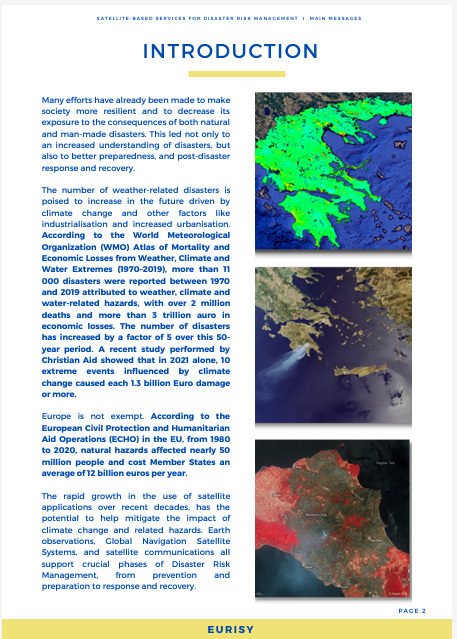 SATELLITE-BASED SERVICES FOR DISASTER RISK MANAGEMENT I MAIN MESSAGES
INTRODUCTION
Many efforts have already been made to make
society more resilient and to decrease its
exposure to the consequences of both natural
and man-made disasters. This led not only to
an increased understanding of disasters, but
also to better preparedness, and post-disaster
response and recovery.
The number of weather-related disasters is
poised to increase in the future driven by
climate change and other factors like
industrialisation and increased urbanisation.
According to the World Meteorological
Organization (WMO) Atlas of Mortality and
Economic Losses from Weather, Climate and
Water Extremes (1970–2019), more than 11
000 disasters were reported between 1970
and 2019 attributed to weather, climate and
water-related hazards, with over 2 million
deaths and more than 3 trillion auro in
economic losses. The number of disasters
has increased by a factor of 5 over this 50-
year period. A recent study performed by
Christian Aid showed that in 2021 alone, 10
extreme events influenced by climate
change caused each 1.3 billion Euro damage
or more.
Europe is not exempt. According to the
European Civil Protection and Humanitarian
Aid Operations (ECHO) in the EU, from 1980
to 2020, natural hazards affected nearly 50
million people and cost Member States an
average of 12 billion euros per year.
The rapid growth in the use of satellite
applications over recent decades, has the
potential to help mitigate the impact of
climate change and related hazards. Earth
observations, Global Navigation Satellite
Systems, and satellite communications all
support crucial phases of Disaster Risk
Management, from prevention and
preparation to response and recovery.
PAGE 2
EURISY